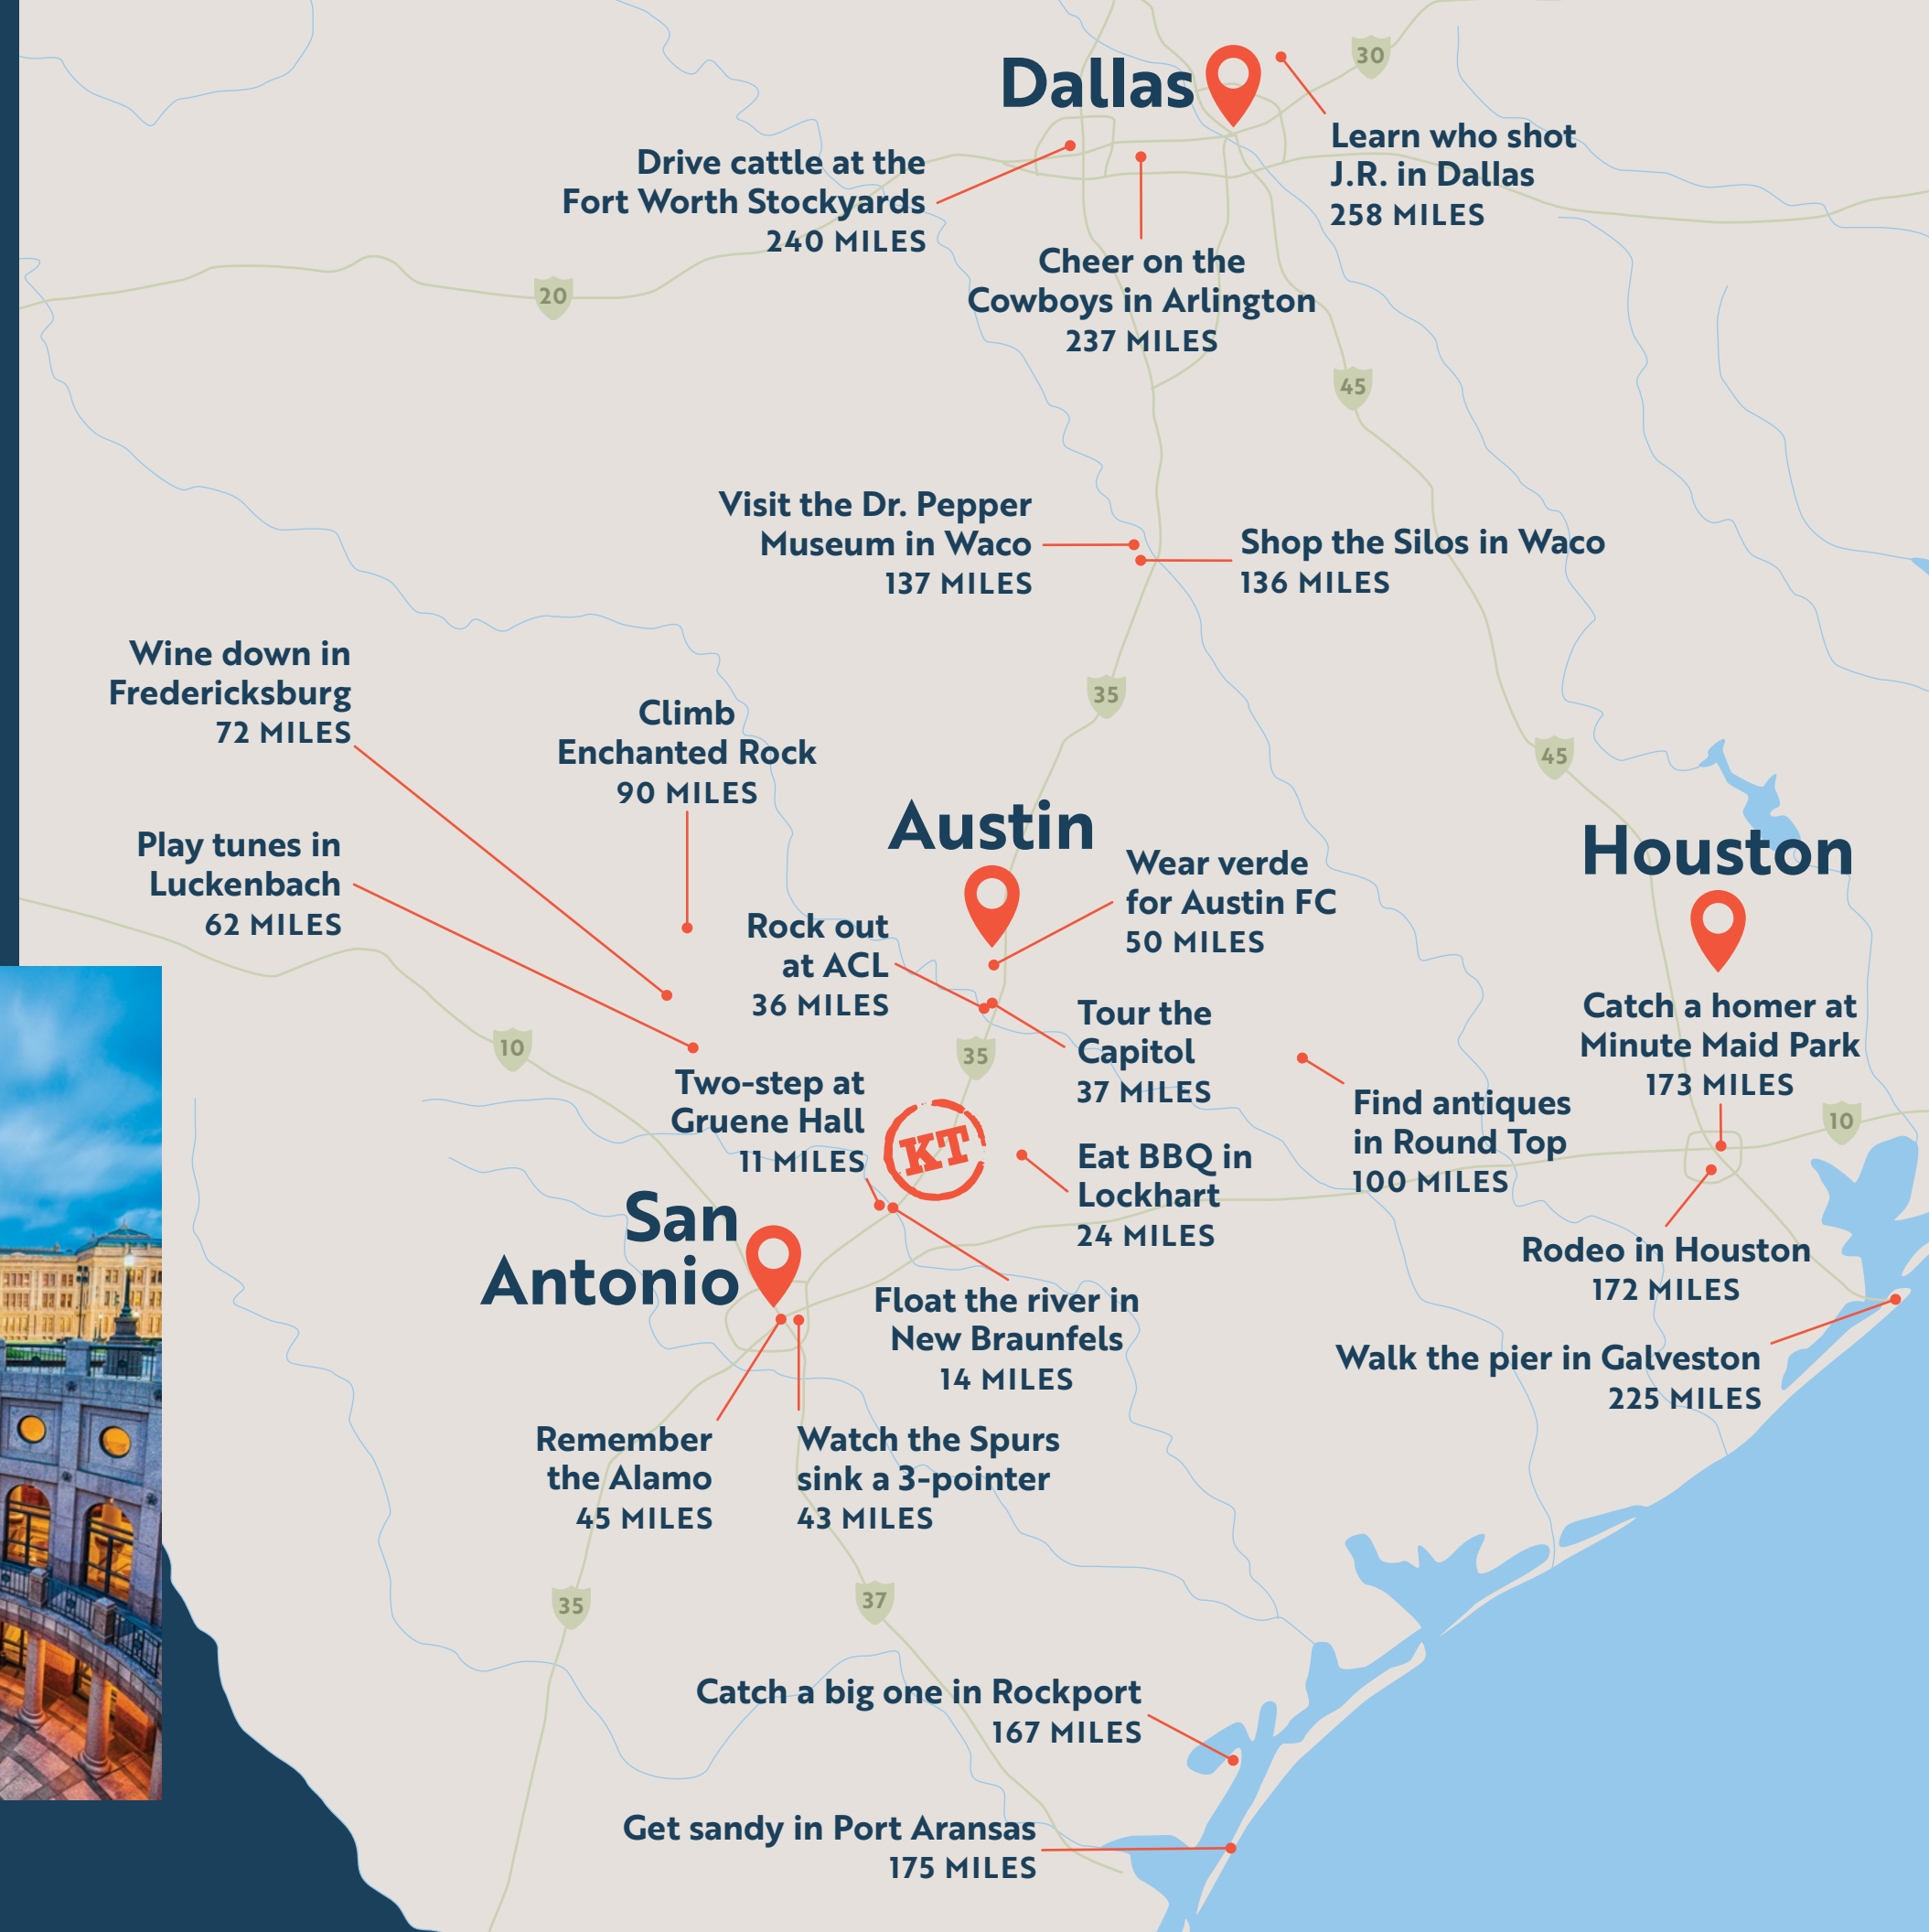 Dallas
30
Learn who shot
J.R. in Dallas
258 MILES
Drive cattle at the
Fort Worth Stockyards
240 MILES
Cheer on the
Cowboys in Arlington
237 MILES
20
45
Visit the Dr. Pepper
Museum in Waco
137 MILES
Shop the Silos in Waco
136 MILES
Wine down in
Fredericksburg
72 MILES
35
Climb
Enchanted Rock
90 MILES
45
Play tunes in
Luckenbach
62 MILES
Austin
Wear verde
for Austin FC
50 MILES
Houston
Rock out
at ACL
36 MILES
Tour the
Capitol
37 MILES
Catch a homer at
Minute Maid Park
173 MILES
10
35
Two-step at
Gruene Hall
11 MILES
KT
Find antiques
in Round Top
100 MILES
10
Eat BBQ in
Lockhart
24 MILES
San
Antonio
Rodeo in Houston
172 MILES
Float the river in
New Braunfels
14 MILES
Walk the pier in Galveston
225 MILES
Remember
the Alamo
45 MILES
Watch the Spurs
sink a 3-pointer
43 MILES
35
37
Catch a big one in Rockport
167 MILES
Get sandy in Port Aransas
175 MILES